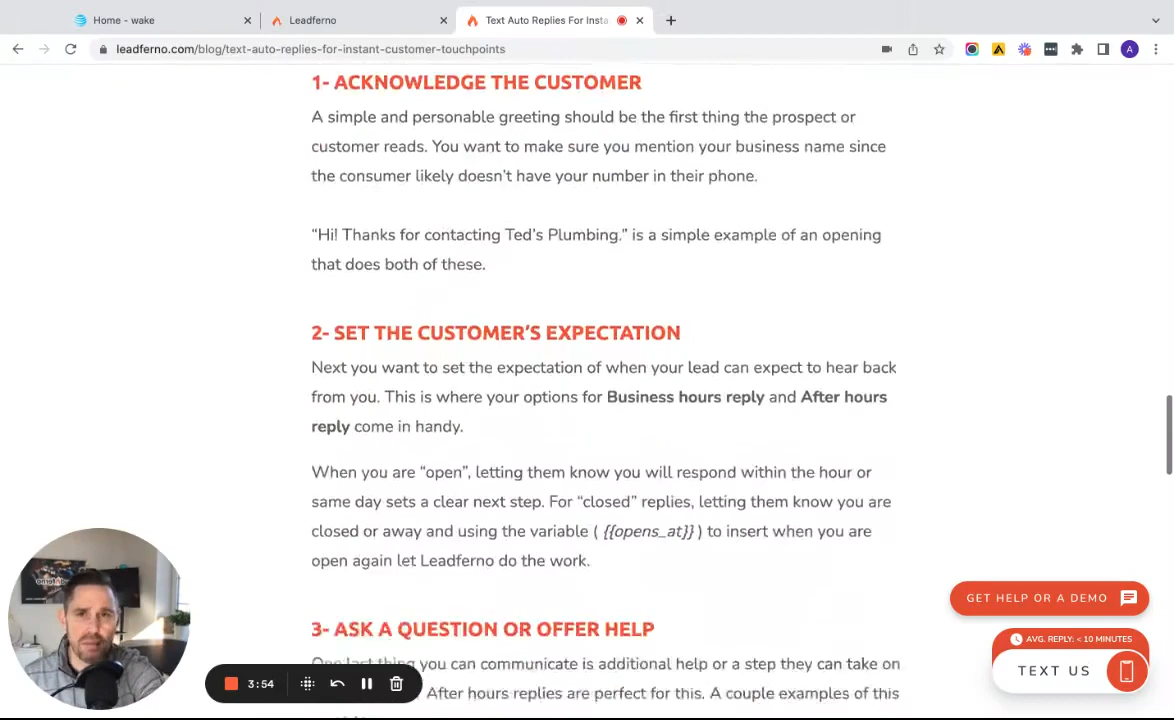 Home - wake
Leadferno
Text Auto Replies For Insta
leadferno.com/blog/text-auto-replies-for-instant-customer-touchpoints
A
1- ACKNOWLEDGE THE CUSTOMER
A simple and personable greeting should be the first thing the prospect or
customer reads. You want to make sure you mention your business name since
the consumer likely doesn’t have your number in their phone.
“Hi! Thanks for contacting Ted’s Plumbing.” is a simple example of an opening
that does both of these.
2- SET THE CUSTOMER’S EXPECTATION
Next you want to set the expectation of when your lead can expect to hear back
from you. This is where your options for Business hours reply and After hours
reply come in handy.
When you are “open”, letting them know you will respond within the hour or
same day sets a clear next step. For “closed” replies, letting them know you are
closed or away and using the variable ( {{opens_at}} ) to insert when you are
open again let Leadferno do the work.
3- ASK A QUESTION OR OFFER HELP
One last thing you can communicate is additional help or a step they can take on
After hours replies are perfect for this. A couple examples of this
GET HELP OR A DEMO
AVG. REPLY: < 10 MINUTES
TEXT US
3:54